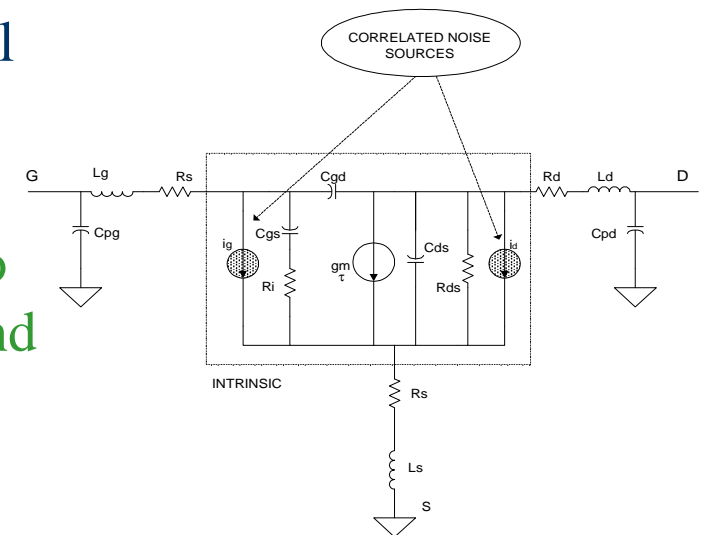 l
CORRELATED NOISE
SOURCES
G
Lg
Rs
Cgd
Rd
Ld
D
Cpg
ig
Cgs
Ri
gm
τ
Cds
Rds
id
Cpd
nd
INTRINSIC
Rs
Ls
S